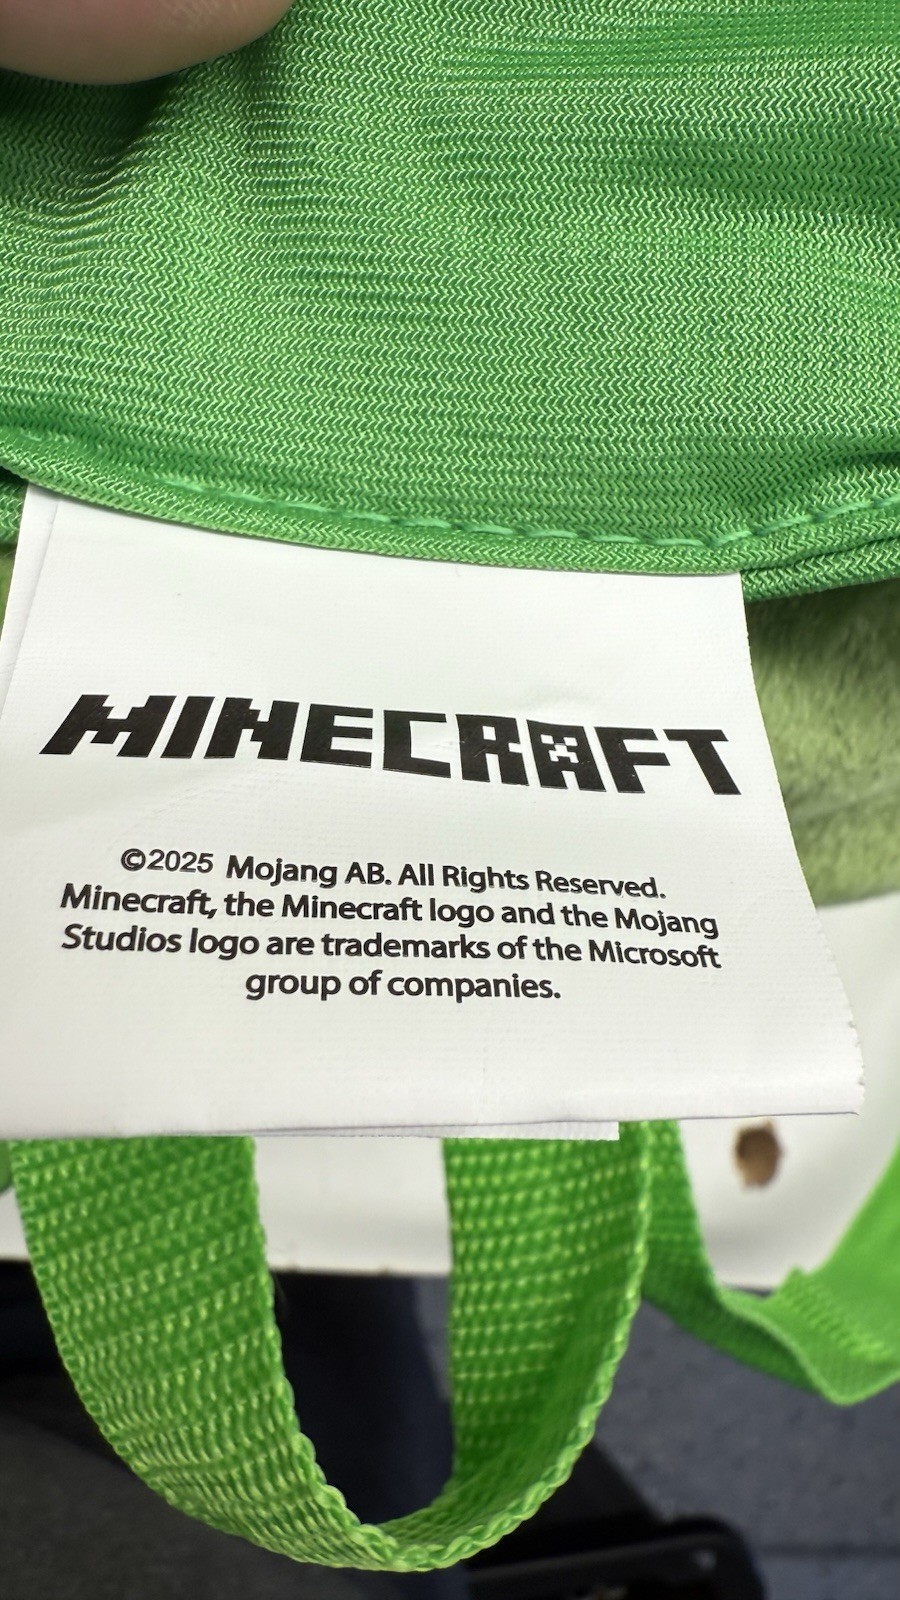 MINECRAFT
©2025 Mojang AB. All Rights Reserved.
Minecraft, the Minecraft logo and the Mojang
Studios logo are trademarks of the Microsoft
group of companies.